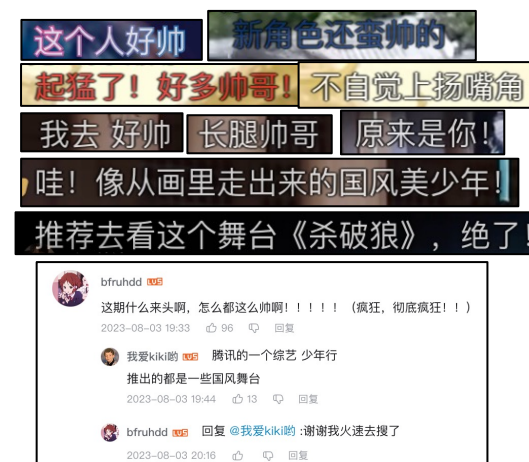 这个人好帅
新角色还蛮帅的
起猛了！好多帅哥！
不自觉上扬嘴角
我去 好帅
长腿帅哥
原来是你！
哇！像从画里走出来的国风美少年！
推荐去看这个舞台《杀破狼》，绝了！
bfruhdd LV5
这期什么来头啊，怎么都这么帅啊！！！！！（疯狂，彻底疯狂！！）
2023-08-03 19:33 96 回复
我爱kiki哟 LV5 腾讯的一个综艺 少年行
推出的都是一些国风舞台
2023-08-03 19:44 13 回复
bfruhdd LV5 回复 @我爱kiki哟 :谢谢我火速去搜了
2023-08-03 20:16 回复